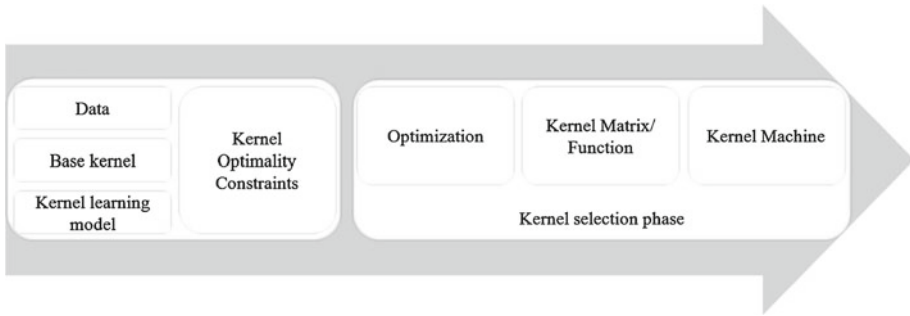 Data
Base kernel
Kernel learning
model
Kernel
Optimality
Constraints
Optimization
Kernel Matrix/
Function
Kernel Machine
Kernel selection phase